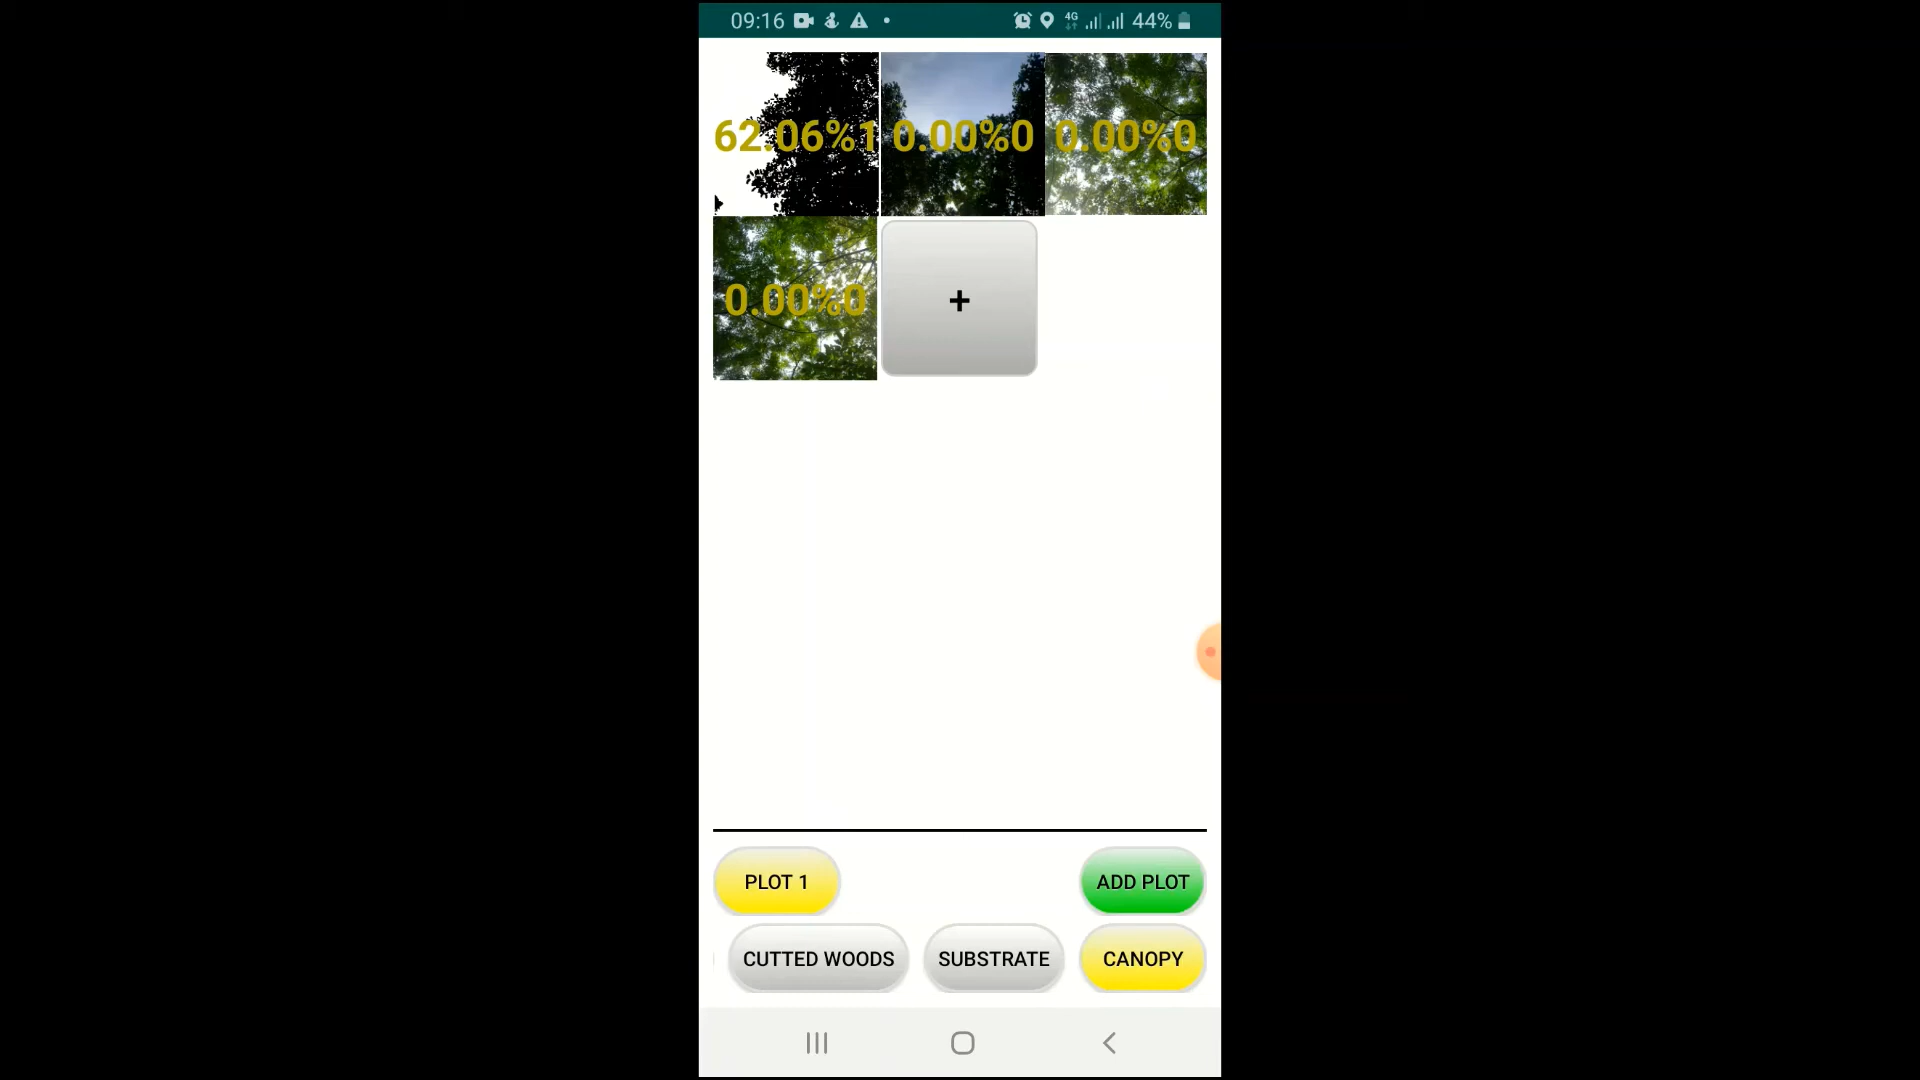 09:16 4G 44%
62.06%1 0.00%0 0.00%0
0.00%0 +
PLOT 1 ADD PLOT
CUTTED WOODS SUBSTRATE CANOPY